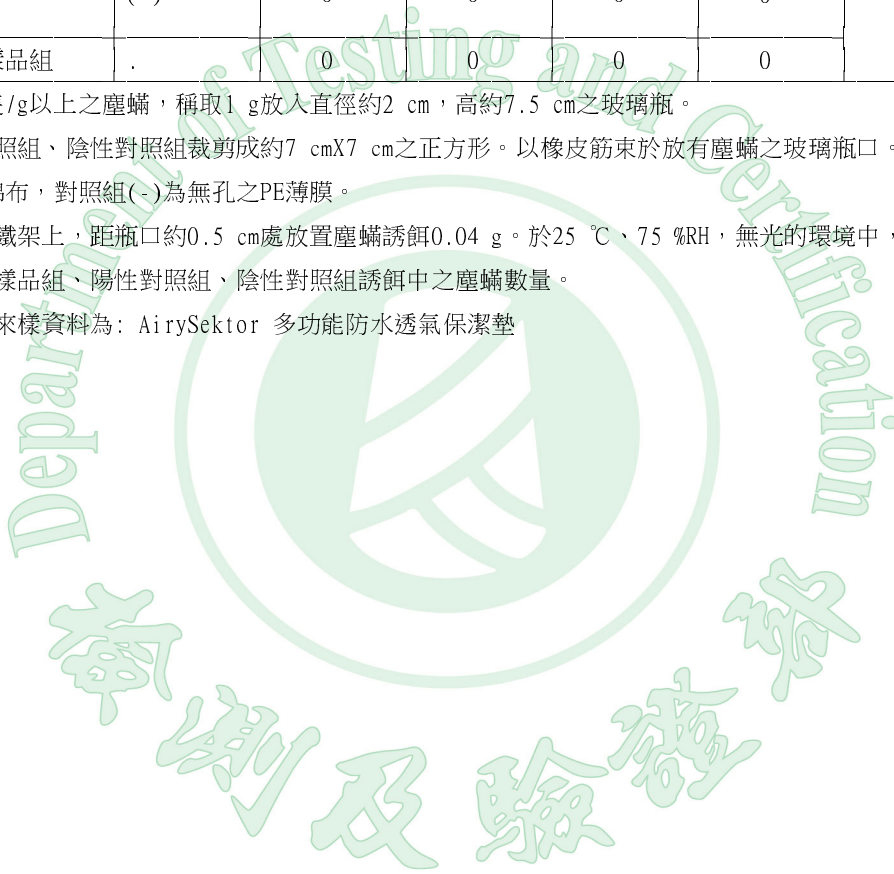 品組 . 0 0 0 0
/g以上之塵蟎，稱取1 g放入直徑約2 cm，高約7.5 cm之玻璃瓶。
照組、陰性對照組裁剪成約7 cmX7 cm之正方形。以橡皮筋束於放有塵蟎之玻璃瓶口。
布，對照組(-)為無孔之PE薄膜。
鐵架上，距瓶口約0.5 cm處放置塵蟎誘餌0.04 g。於25 ℃、75 %RH，無光的環境中，
樣品組、陽性對照組、陰性對照組誘餌中之塵蟎數量。
來樣資料為: AirySektor 多功能防水透氣保潔墊
Department of Testing and Certification
檢測及驗證部